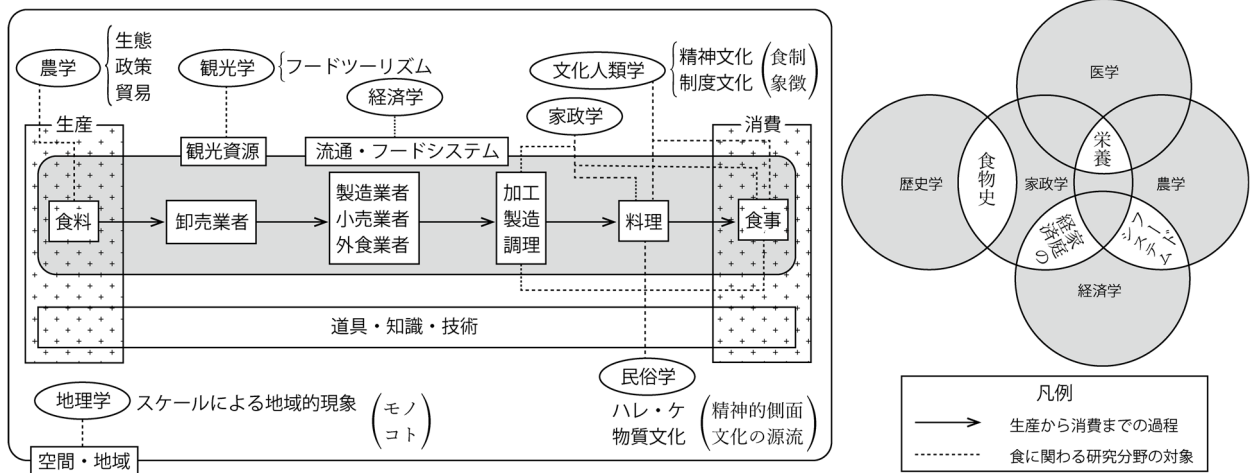 農学
生態
政策
貿易
観光学
フードツーリズム
経済学
文化人類学
精神文化
制度文化
食制
象徴
家政学
生産
消費
観光資源
流通・フードシステム
食料
卸売業者
製造業者
小売業者
外食業者
加工
製造
調理
料理
食事
道具・知識・技術
地理学
スケールによる地域的現象
モノ
コト
空間・地域
民俗学
ハレ・ケ
物質文化
精神的側面
文化の源流
医学
栄養
歴史学
食物史
家政学
農学
家庭の
経済
フード
システム
経済学
凡例
生産から消費までの過程
食に関わる研究分野の対象